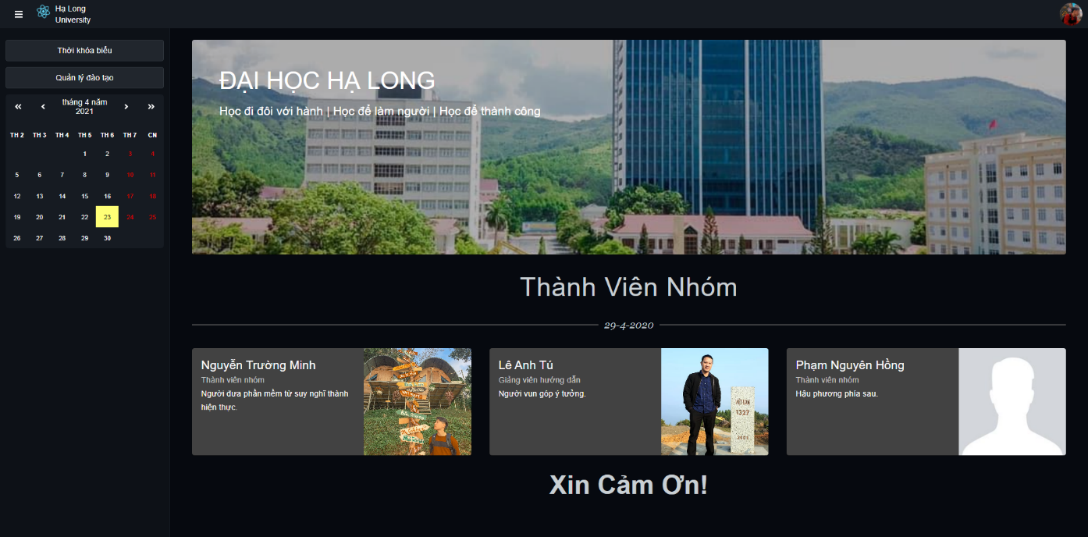 Hạ Long
University
Thời khóa biểu
Quản lý đào tạo
« ‹ tháng 4 năm 2021 › »
TH 2 TH 3 TH 4 TH 5 TH 6 TH 7 CN
1 2 3 4
5 6 7 8 9 10 11
12 13 14 15 16 17 18
19 20 21 22 23 24 25
26 27 28 29 30
ĐẠI HỌC HẠ LONG
Học đi đôi với hành | Học để làm người | Học để thành công
Thành Viên Nhóm
29-4-2020
Nguyễn Trường Minh
Thành viên nhóm
Người đưa phần mềm từ suy nghĩ thành
hiện thực.
Lê Anh Tú
Giảng viên hướng dẫn
Người vun góp ý tưởng.
1327
Phạm Nguyên Hồng
Thành viên nhóm
Hậu phương phía sau.
Xin Cảm Ơn!